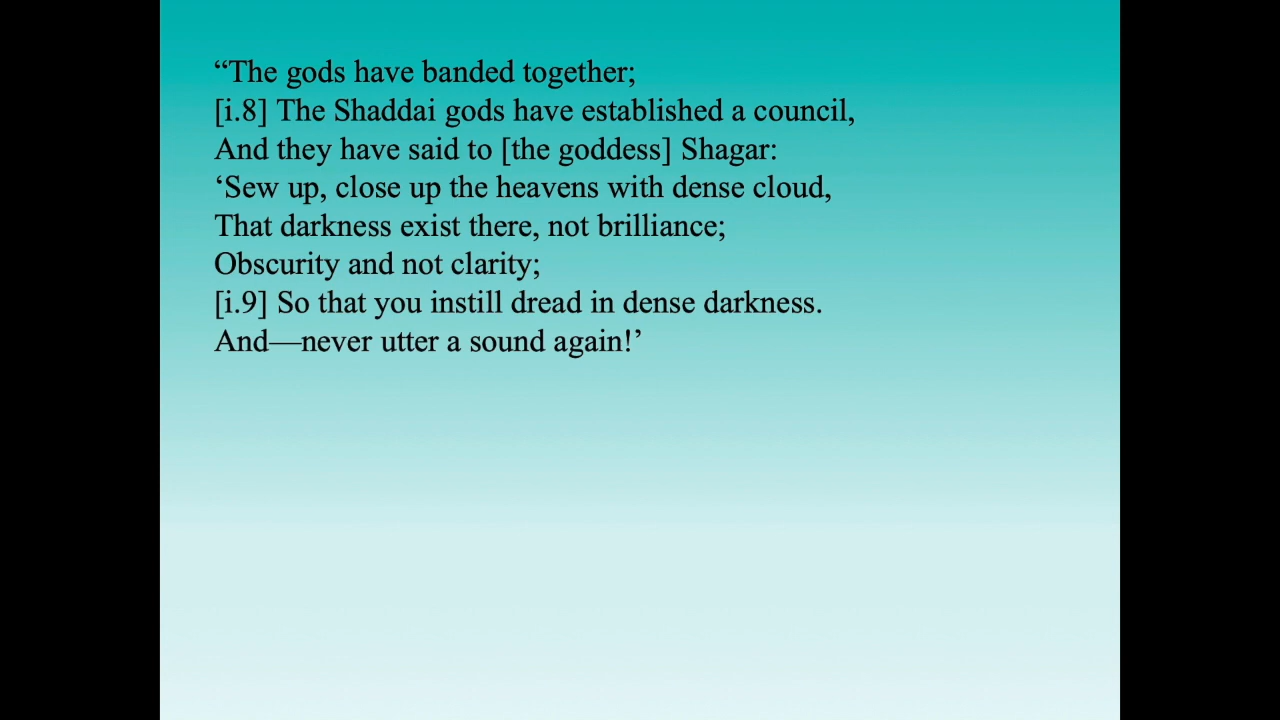 “The gods have banded together;
[i.8] The Shaddai gods have established a council,
And they have said to [the goddess] Shagar:
‘Sew up, close up the heavens with dense cloud,
That darkness exist there, not brilliance;
Obscurity and not clarity;
[i.9] So that you instill dread in dense darkness.
And—never utter a sound again!’